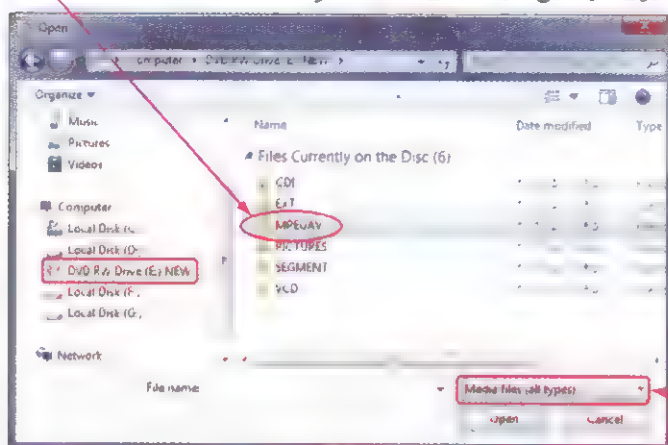 Open
Computer DVD RW Drive (E:) NEW
Organize
Music
Pictures
Videos
Computer
Local Disk (C:
Local Disk (D:
DVD RW Drive (E:) NEW
Local Disk (F:
Local Disk (G:
Network
Name Date modified Type
Files Currently on the Disc (6)
CDI
EXT
MPEGAV
PICTURES
SEGMENT
VCD
File name: Media files (all types)
Open Cancel